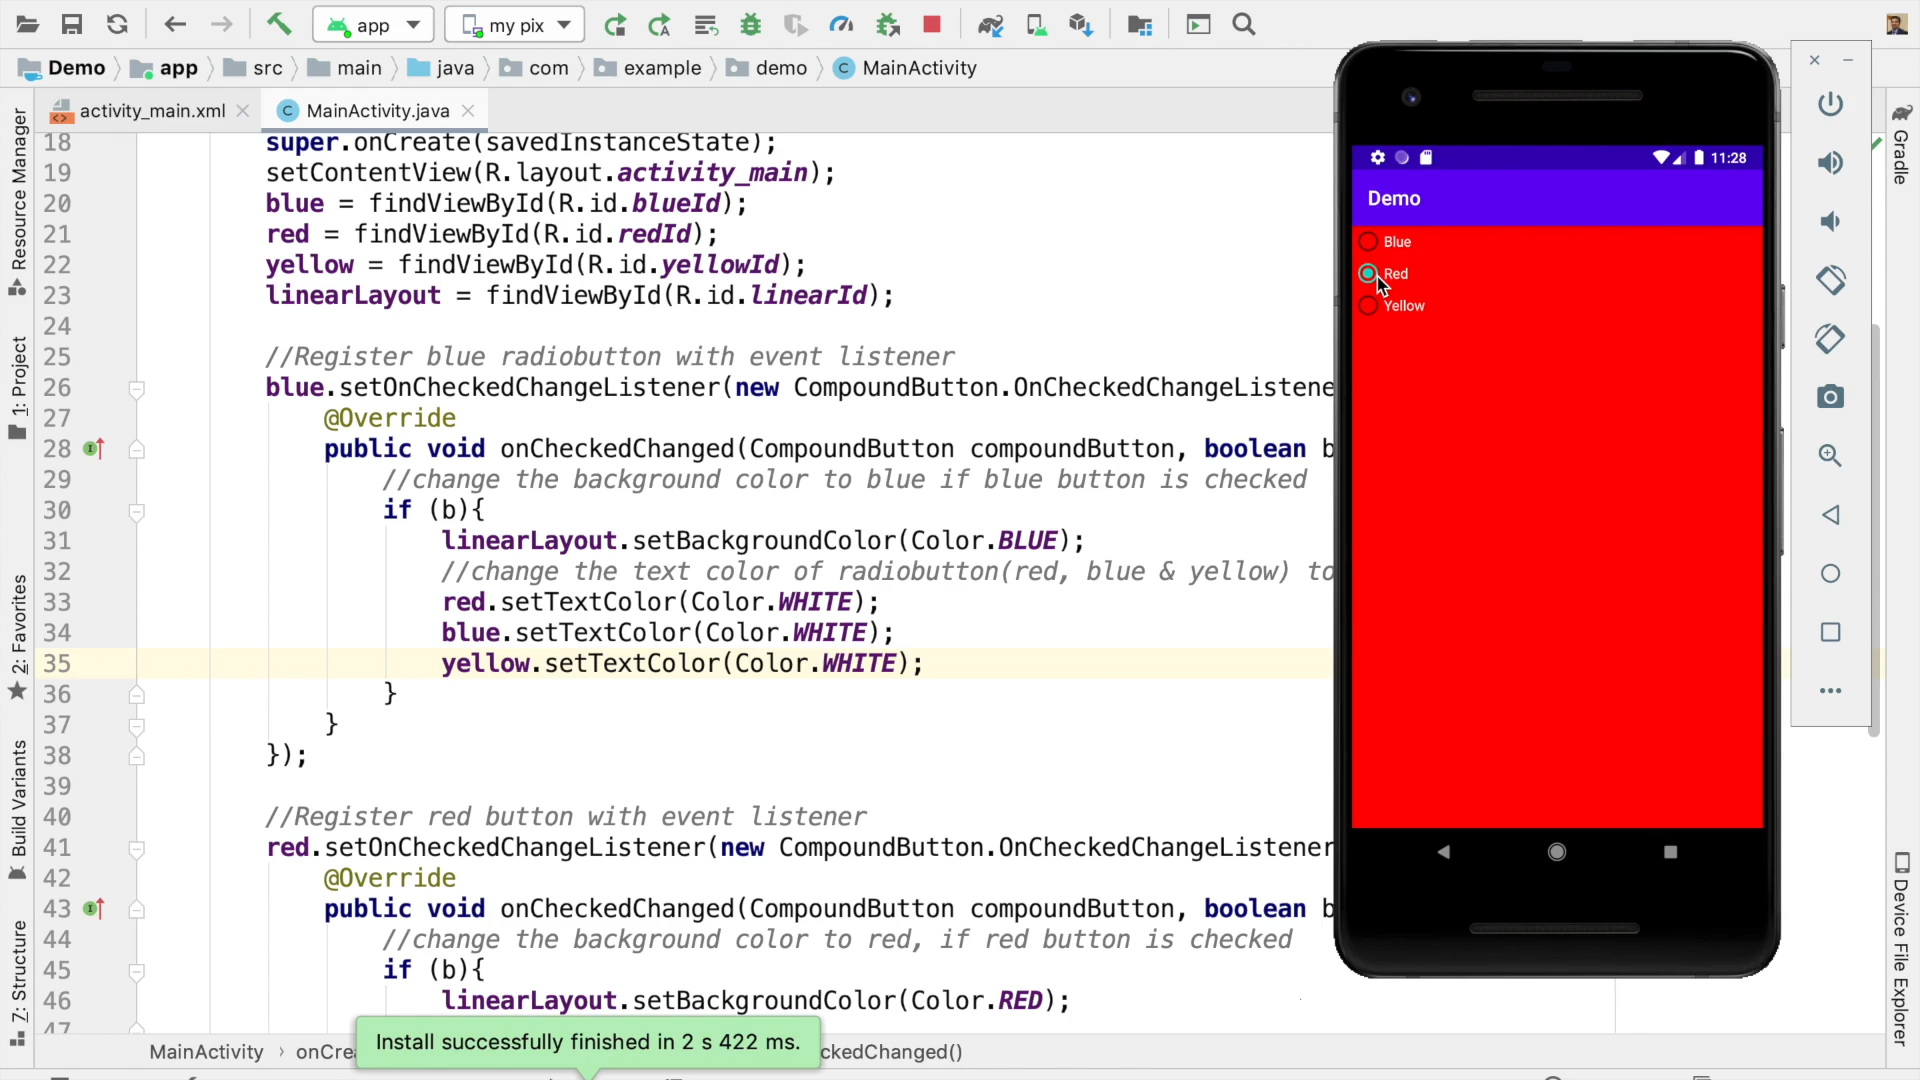 app
my pix
Demo
app
src
main
java
com
example
demo
MainActivity
activity_main.xml
MainActivity.java
18 super.onCreate(savedInstanceState);
19 setContentView(R.layout.activity_main);
20 blue = findViewById(R.id.blueId);
21 red = findViewById(R.id.redId);
22 yellow = findViewById(R.id.yellowId);
23 linearLayout = findViewById(R.id.linearId);
24
25 //Register blue radiobutton with event listener
26 blue.setOnCheckedChangeListener(new CompoundButton.OnCheckedChangeListene
27 @Override
28 public void onCheckedChanged(CompoundButton compoundButton, boolean b
29 //change the background color to blue if blue button is checked
30 if (b){
31 linearLayout.setBackgroundColor(Color.BLUE);
32 //change the text color of radiobutton(red, blue & yellow) to
33 red.setTextColor(Color.WHITE);
34 blue.setTextColor(Color.WHITE);
35 yellow.setTextColor(Color.WHITE);
36 }
37 }
38 });
39
40 //Register red button with event listener
41 red.setOnCheckedChangeListener(new CompoundButton.OnCheckedChangeListener
42 @Override
43 public void onCheckedChanged(CompoundButton compoundButton, boolean b
44 //change the background color to red, if red button is checked
45 if (b){
46 linearLayout.setBackgroundColor(Color.RED);
47
MainActivity › onCrea
ckedChanged()
Install successfully finished in 2 s 422 ms.
Resource Manager
1: Project
2: Favorites
Build Variants
7: Structure
11:28
Demo
Blue
Red
Yellow
Gradle
Device File Explorer